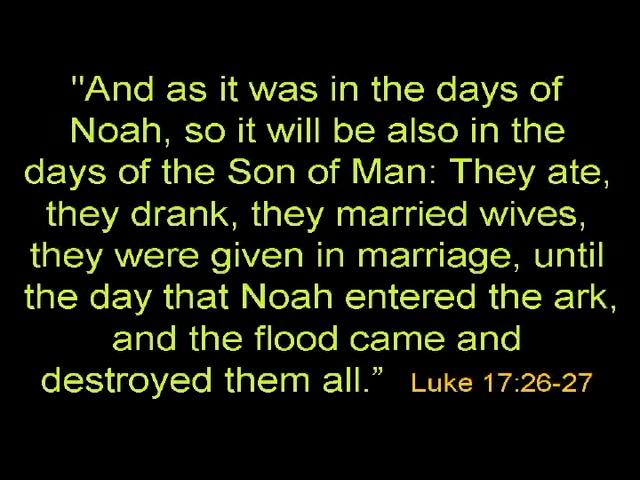 "And as it was in the days of
Noah, so it will be also in the
days of the Son of Man: They ate,
they drank, they married wives,
they were given in marriage, until
the day that Noah entered the ark,
and the flood came and
destroyed them all.” Luke 17:26-27